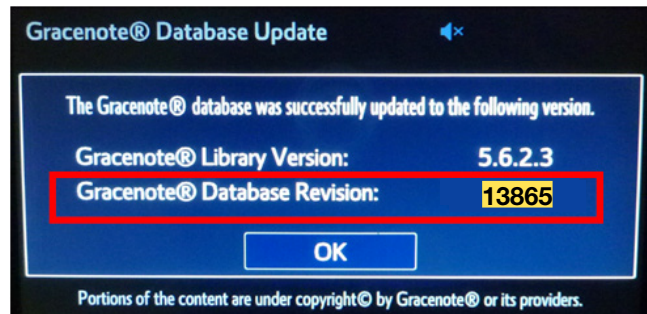 Gracenote® Database Update
The Gracenote® database was successfully updated to the following version.
Gracenote® Library Version: 5.6.2.3
Gracenote® Database Revision: 13865
OK
Portions of the content are under copyright© by Gracenote® or its providers.